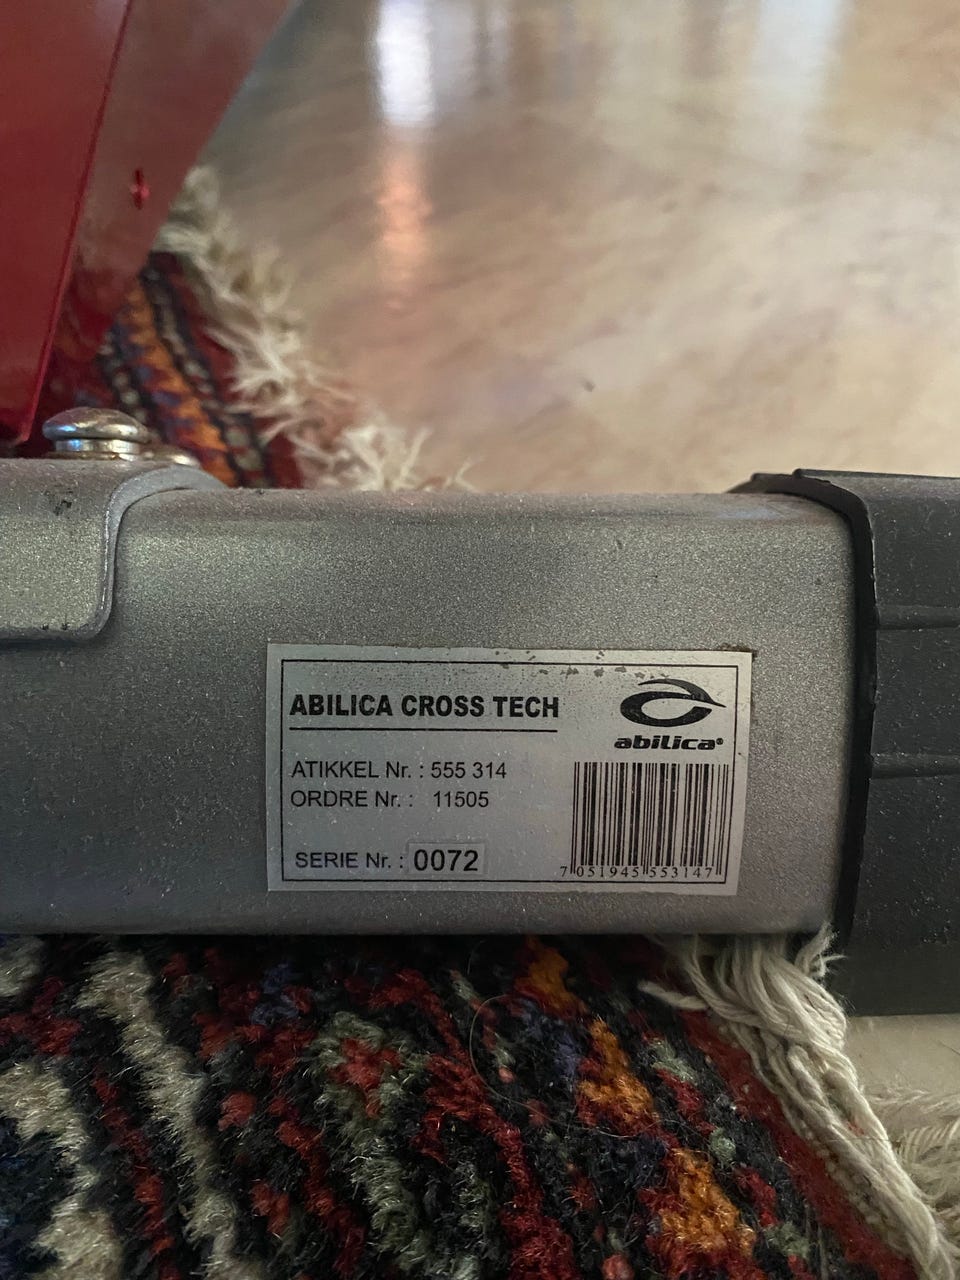 ABILICA CROSS TECH
abilica®
ATIKKEL Nr. : 555 314
ORDRE Nr. : 11505
SERIE Nr. : 0072
7 051945 553147